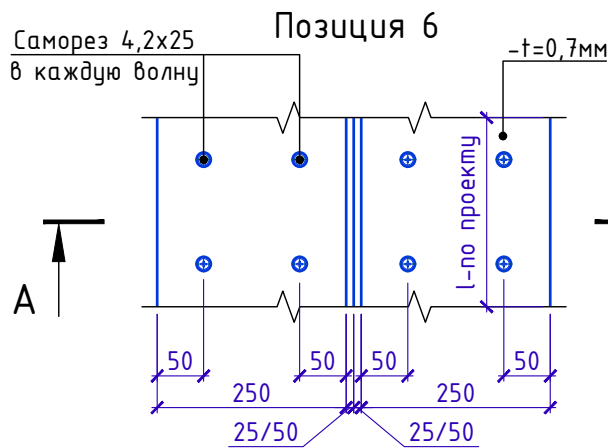 Позиция 6
Саморез 4,2х25
в каждую волну
-t=0,7мм
l-по проекту
А
50 50 50 50
250 250
25/50 25/50